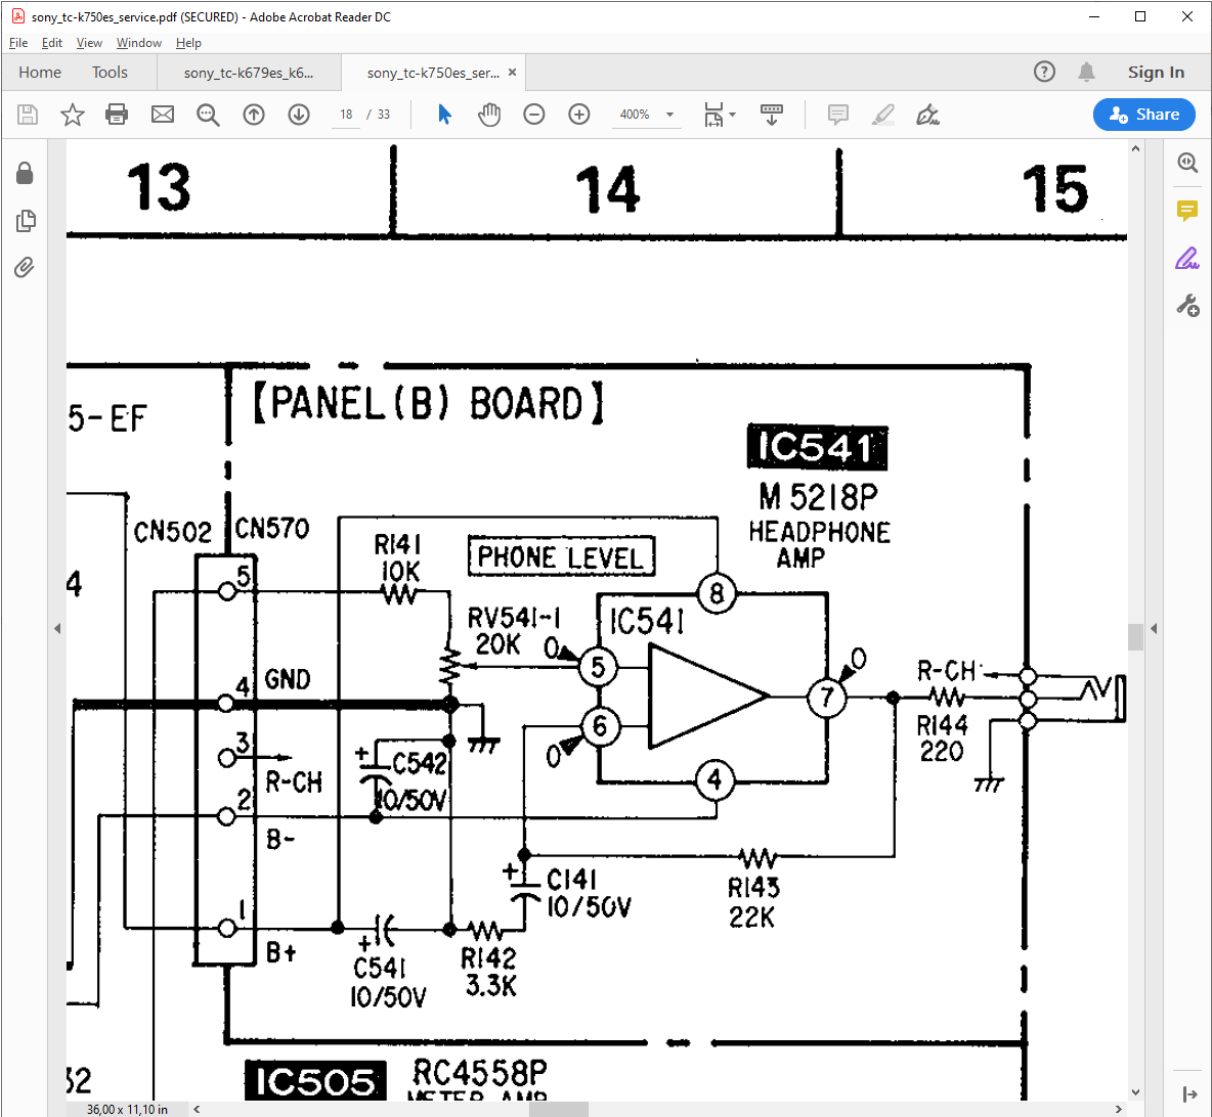 sony_tc-k750es_service.pdf (SECURED) - Adobe Acrobat Reader DC
File Edit View Window Help
Home Tools sony_tc-k679es_k6... sony_tc-k750es_ser... × Sign In
18 / 33 400% Share
13 14 15
5-EF
【PANEL(B) BOARD】
IC541
M5218P
HEADPHONE
AMP
CN502 CN570
R141
10K
PHONE LEVEL
4
5
8
RV541-1
20K
IC541
0
5
0
7
R-CH
R144
220
4 GND
6
0
3
R-CH
+
C542
10/50V
4
2
B-
+
C141
10/50V
R143
22K
1
B+
+
C541
10/50V
R142
3.3K
32
IC505
RC4558P
METER AMP
36,00 x 11,10 in